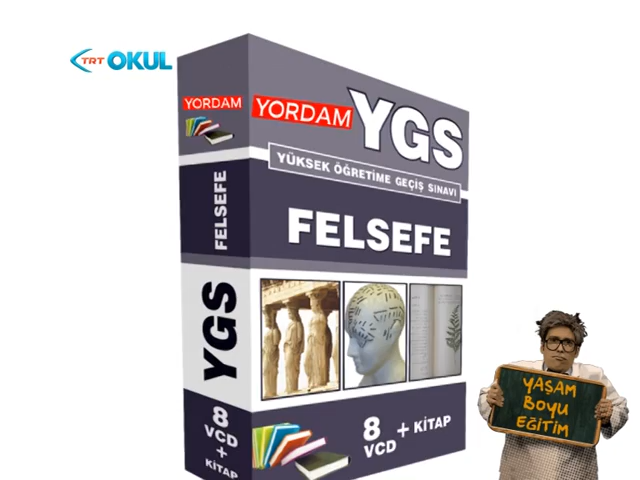 TRT OKUL
YORDAM
FELSEFE
YGS
8
VCD
+
KİTAP
YORDAM YGS
YÜKSEK ÖĞRETİME GEÇİŞ SINAVI
FELSEFE
8 VCD + KİTAP
YAŞAM
BOYU
EĞİTİM